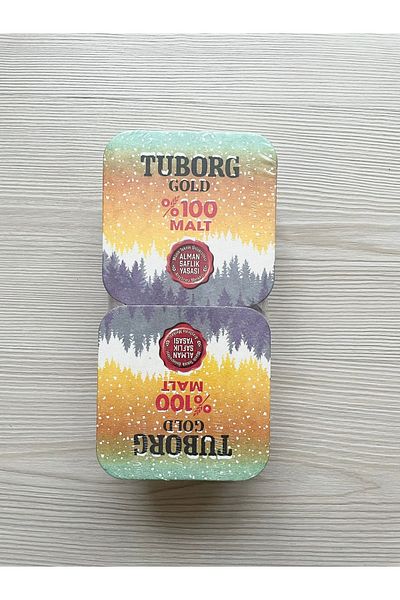 TUBORG
GOLD
%100
MALT
ALMAN
SAFLIK
YASASI
ALMAN
SAFLIK
YASASI
%100
MALT
GOLD
TUBORG